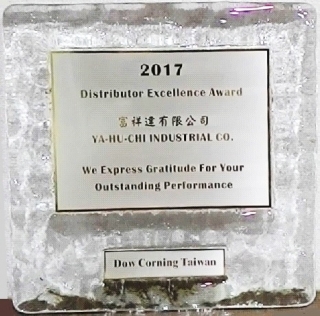 2017
Distributor Excellence Award
富祥達有限公司
YA-HU-CHI INDUSTRIAL CO.
We Express Gratitude For Your
Outstanding Performance
Dow Corning Taiwan